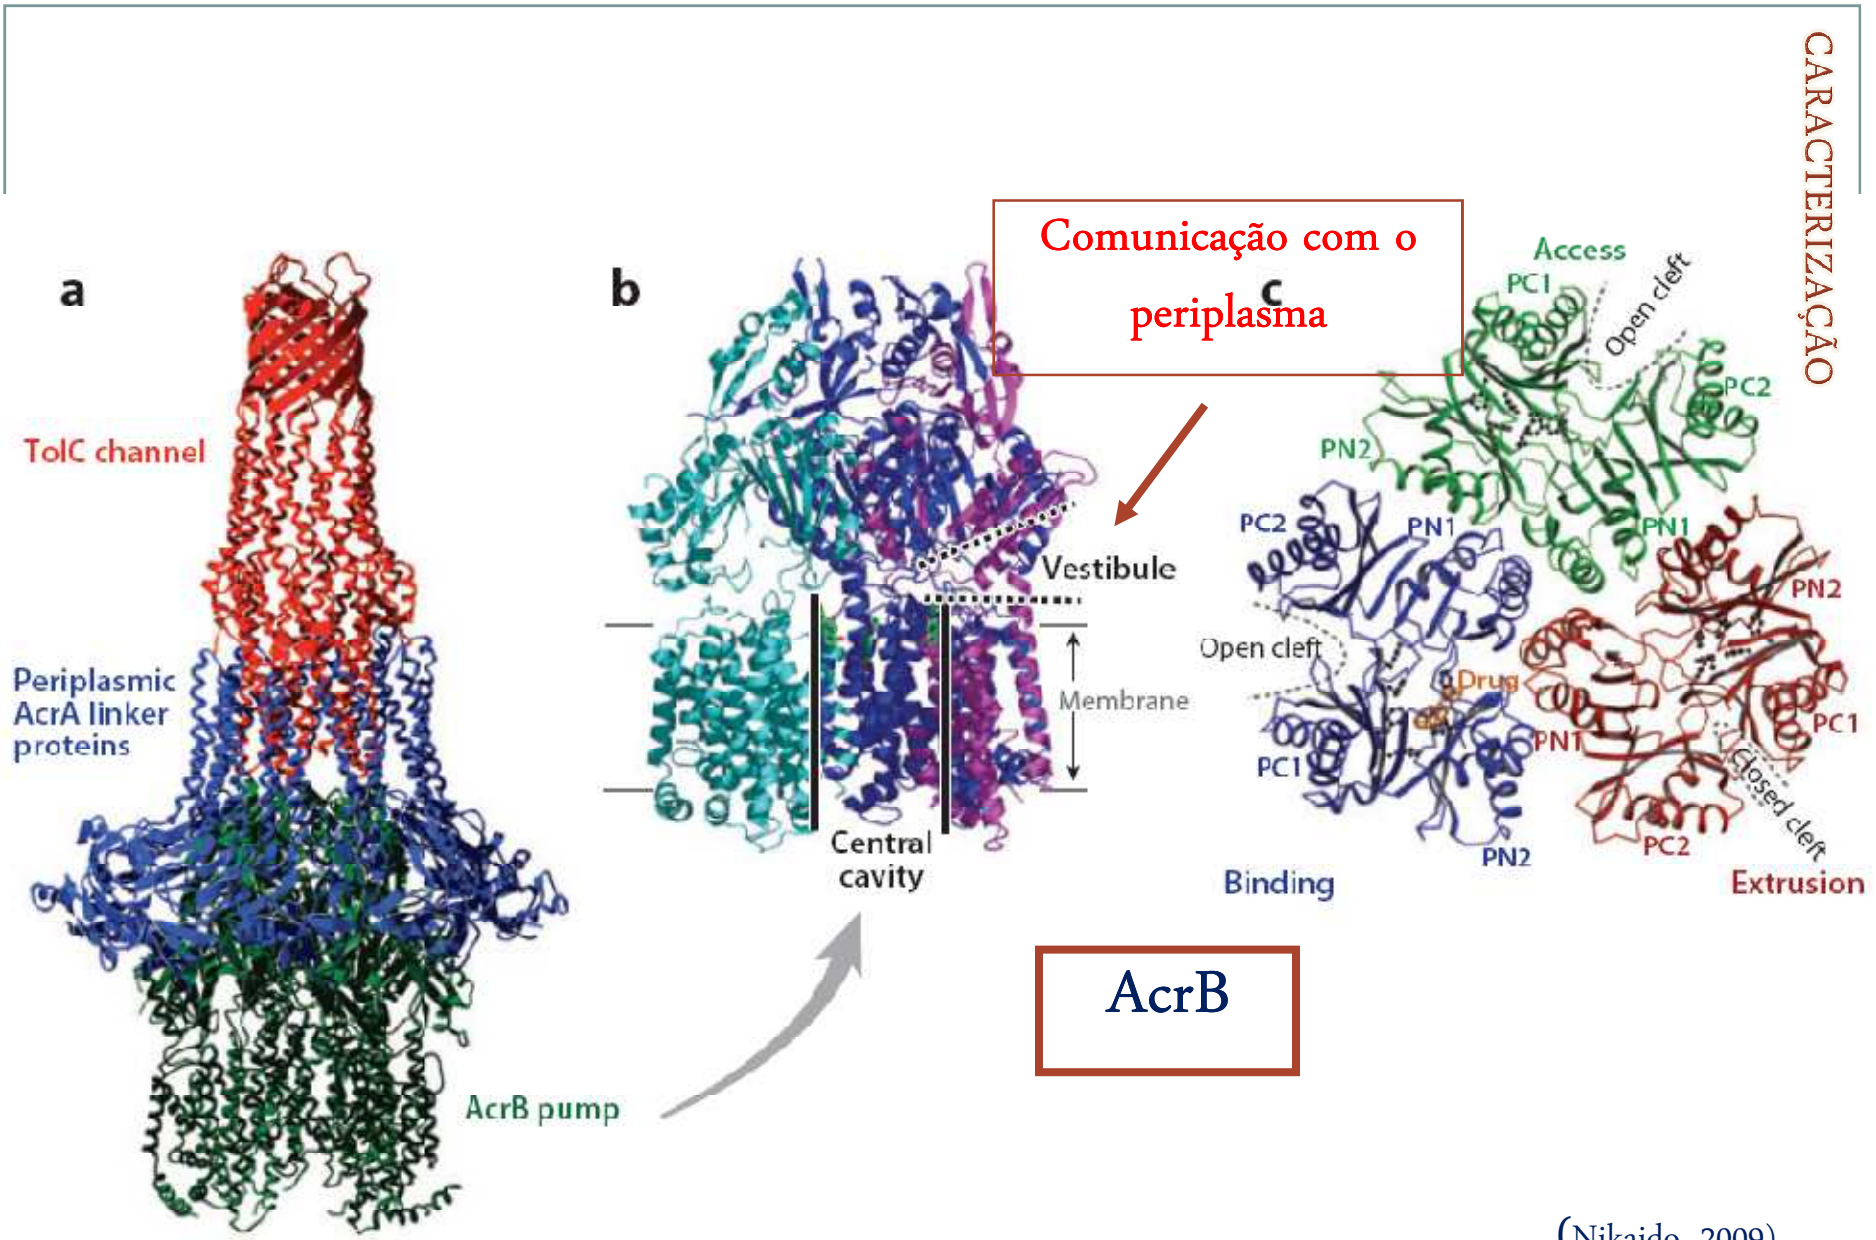 CARACTERIZAÇÃO
a
TolC channel
Periplasmic
AcrA linker
proteins
AcrB pump
b
Comunicação com o
periplasma
Vestibule
Membrane
Central
cavity
AcrB
c
Access
PC1
Open cleft
PC2
PN2
PN1
PC2
PN1
Open cleft
Drug
PC1
PN2
Binding
PN2
PN1
PC1
Closed cleft
PC2
Extrusion
(Nikaido, 2009)